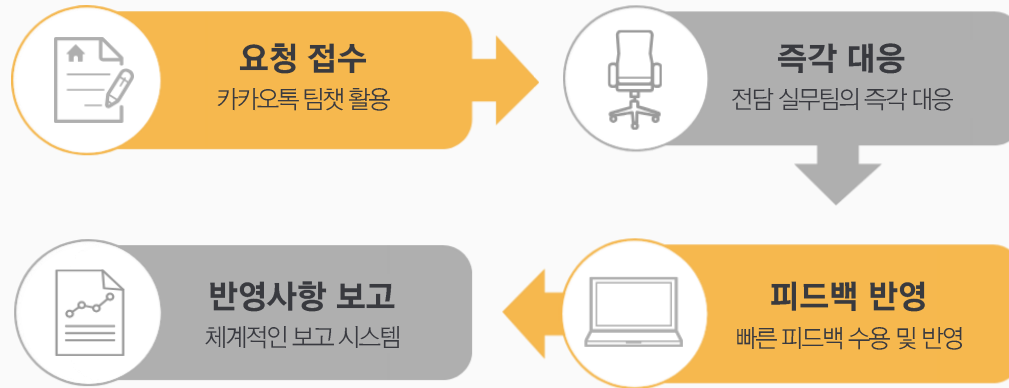 요청 접수
카카오톡 팀챗 활용
즉각 대응
전담 실무팀의 즉각 대응
피드백 반영
빠른 피드백 수용 및 반영
반영사항 보고
체계적인 보고 시스템